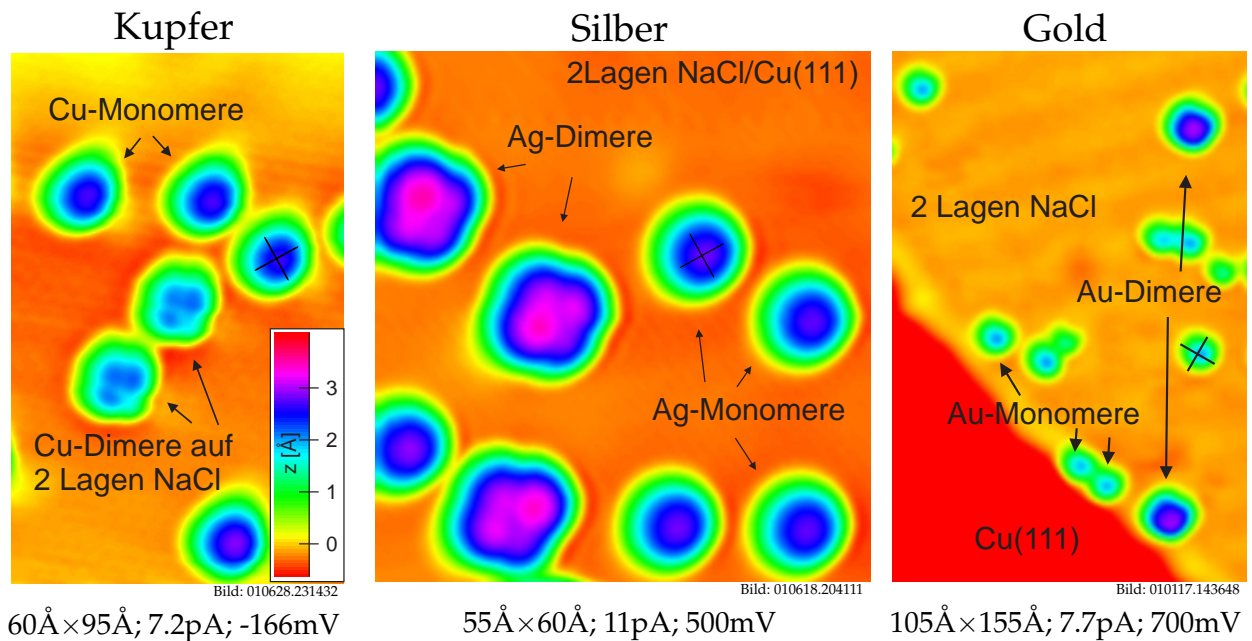 Kupfer
Cu-Monomere
Cu-Dimere auf
2 Lagen NaCl
z [Å]
3
2
1
0
Bild: 010628.231432
60Å×95Å; 7.2pA; -166mV
Silber
2Lagen NaCl/Cu(111)
Ag-Dimere
Ag-Monomere
Bild: 010618.204111
55Å×60Å; 11pA; 500mV
Gold
2 Lagen NaCl
Au-Dimere
Au-Monomere
Cu(111)
Bild: 010117.143648
105Å×155Å; 7.7pA; 700mV